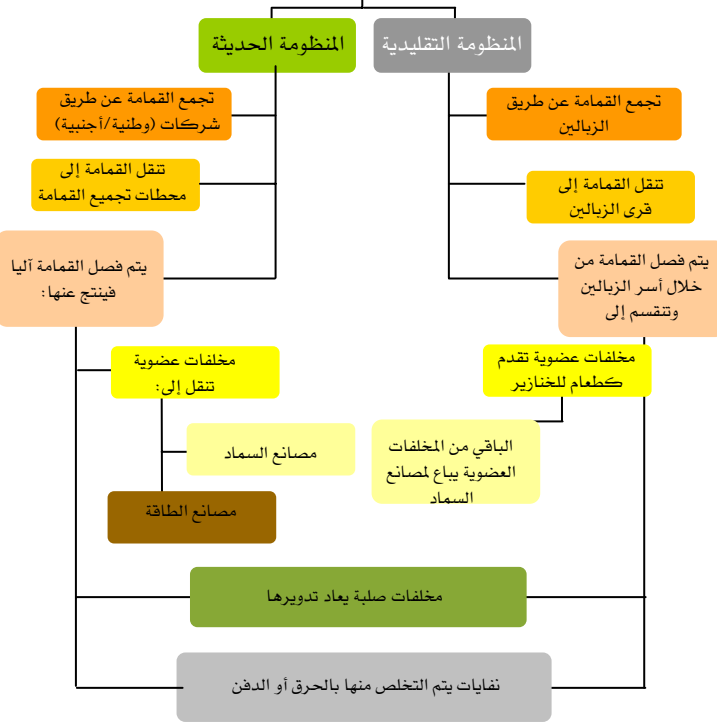 المنظومة التقليدية
المنظومة الحديثة
تجمع القمامة عن طريق
الزبالين
تجمع القمامة عن طريق
شركات (وطنية/أجنبية)
تنقل القمامة إلى
قرى الزبالين
تنقل القمامة إلى
محطات تجميع القمامة
يتم فصل القمامة من
خلال أسر الزبالين
وتنقسم إلى
يتم فصل القمامة آليا
فينتج عنها:
مخلفات عضوية تقدم
كطعام للخنازير
مخلفات عضوية
تنقل إلى:
الباقي من المخلفات
العضوية يباع لمصانع
السماد
مصانع السماد
مصانع الطاقة
مخلفات صلبة يعاد تدويرها
نفايات يتم التخلص منها بالحرق أو الدفن